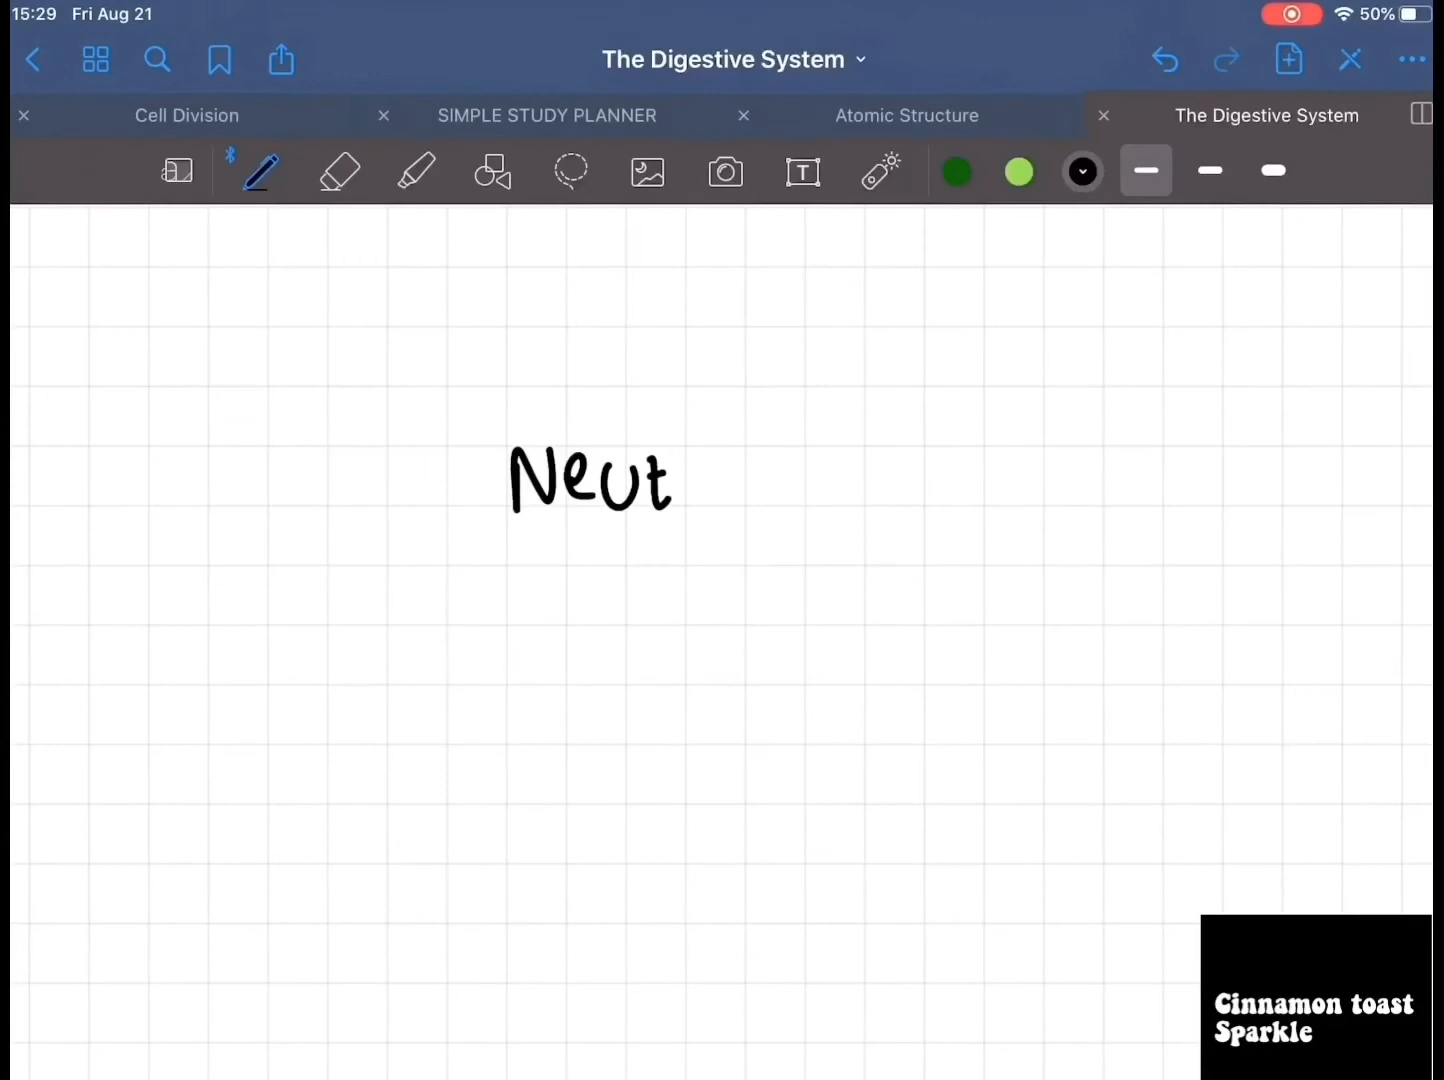 15:29 Fri Aug 21 50%
The Digestive System
Cell Division SIMPLE STUDY PLANNER Atomic Structure The Digestive System
T
Neut
Cinnamon toast
Sparkle